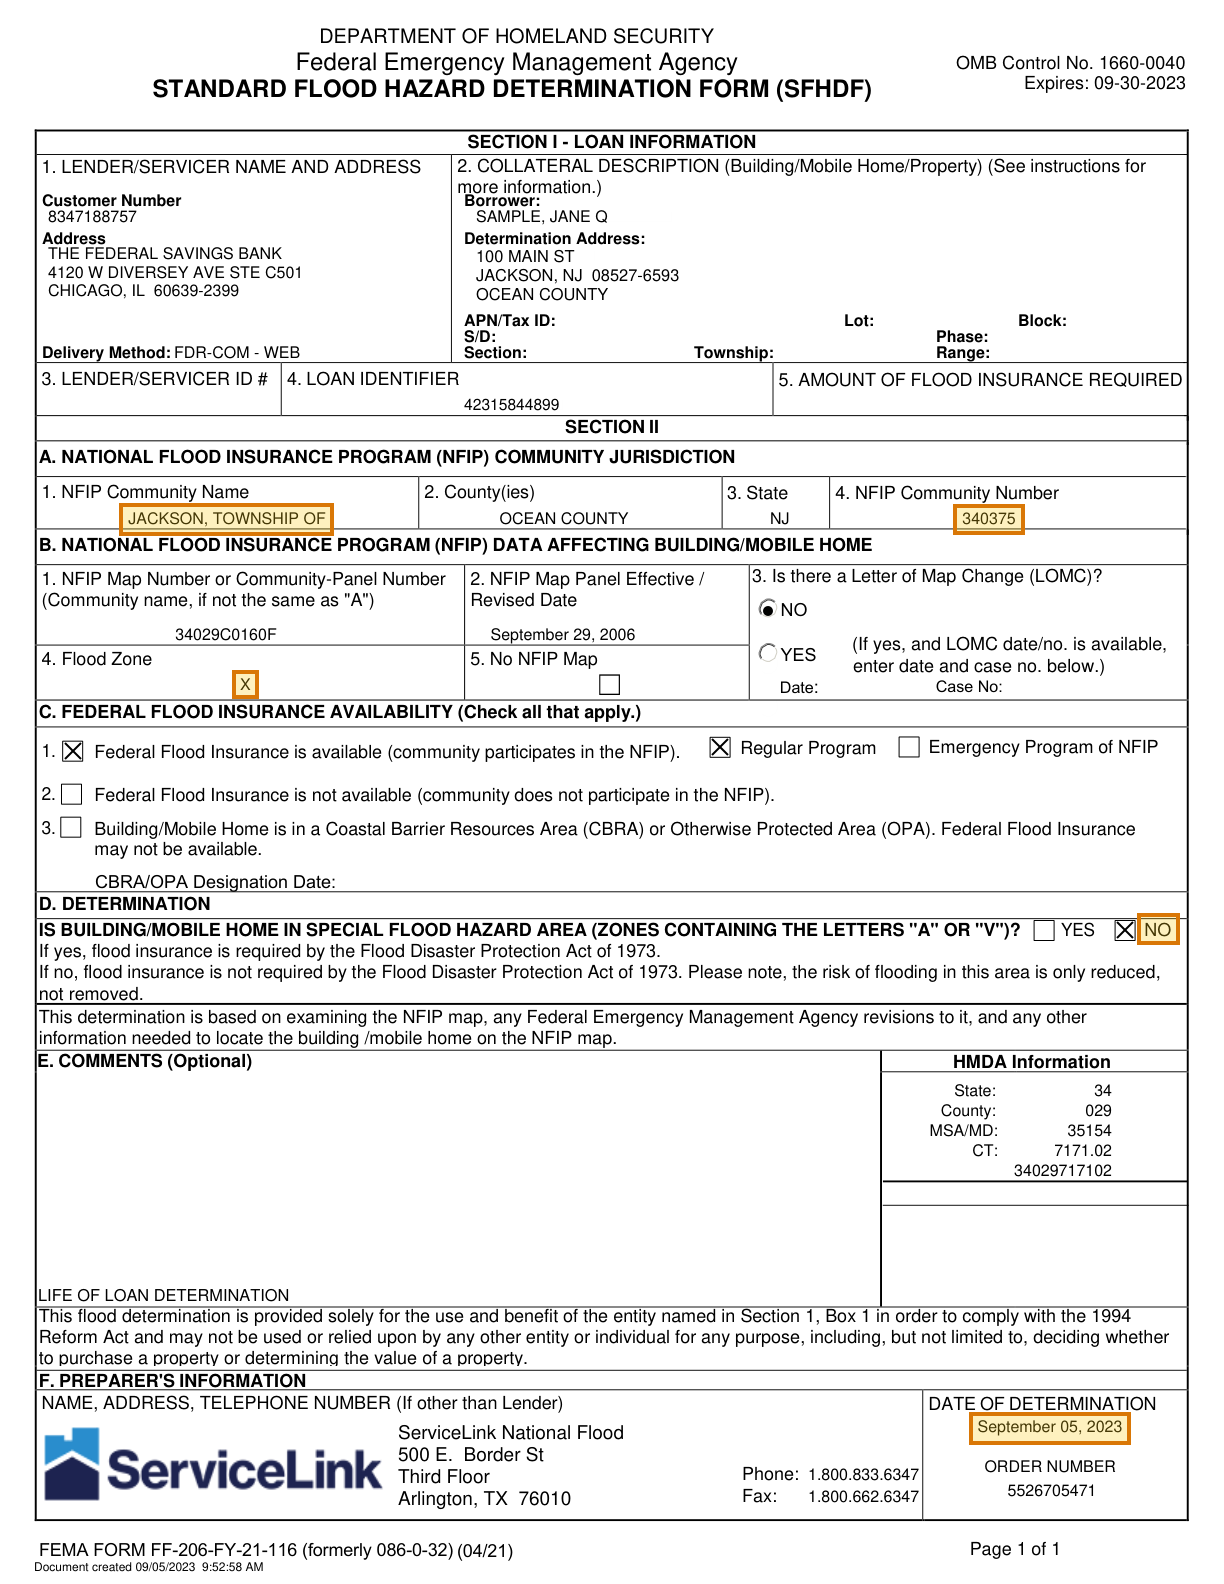 DEPARTMENT OF HOMELAND SECURITY
Federal Emergency Management Agency
STANDARD FLOOD HAZARD DETERMINATION FORM (SFHDF)
OMB Control No. 1660-0040
Expires: 09-30-2023
SECTION I - LOAN INFORMATION
1. LENDER/SERVICER NAME AND ADDRESS
Customer Number
8347188757
Address
THE FEDERAL SAVINGS BANK
4120 W DIVERSEY AVE STE C501
CHICAGO, IL 60639-2399
Delivery Method: FDR-COM - WEB
2. COLLATERAL DESCRIPTION (Building/Mobile Home/Property) (See instructions for
more information.)
Borrower:
SAMPLE, JANE Q
Determination Address:
100 MAIN ST
JACKSON, NJ 08527-6593
OCEAN COUNTY
APN/Tax ID: Lot: Block:
S/D: Phase:
Section: Township: Range:
3. LENDER/SERVICER ID #
4. LOAN IDENTIFIER
42315844899
5. AMOUNT OF FLOOD INSURANCE REQUIRED
SECTION II
A. NATIONAL FLOOD INSURANCE PROGRAM (NFIP) COMMUNITY JURISDICTION
1. NFIP Community Name
JACKSON, TOWNSHIP OF
2. County(ies)
OCEAN COUNTY
3. State
NJ
4. NFIP Community Number
340375
B. NATIONAL FLOOD INSURANCE PROGRAM (NFIP) DATA AFFECTING BUILDING/MOBILE HOME
1. NFIP Map Number or Community-Panel Number
(Community name, if not the same as "A")
34029C0160F
2. NFIP Map Panel Effective /
Revised Date
September 29, 2006
3. Is there a Letter of Map Change (LOMC)?
NO
YES (If yes, and LOMC date/no. is available,
enter date and case no. below.)
Date: Case No:
4. Flood Zone
X
5. No NFIP Map
C. FEDERAL FLOOD INSURANCE AVAILABILITY (Check all that apply.)
1. Federal Flood Insurance is available (community participates in the NFIP). Regular Program Emergency Program of NFIP
2. Federal Flood Insurance is not available (community does not participate in the NFIP).
3. Building/Mobile Home is in a Coastal Barrier Resources Area (CBRA) or Otherwise Protected Area (OPA). Federal Flood Insurance
may not be available.
CBRA/OPA Designation Date:
D. DETERMINATION
IS BUILDING/MOBILE HOME IN SPECIAL FLOOD HAZARD AREA (ZONES CONTAINING THE LETTERS "A" OR "V")? YES NO
If yes, flood insurance is required by the Flood Disaster Protection Act of 1973.
If no, flood insurance is not required by the Flood Disaster Protection Act of 1973. Please note, the risk of flooding in this area is only reduced,
not removed.
This determination is based on examining the NFIP map, any Federal Emergency Management Agency revisions to it, and any other
information needed to locate the building /mobile home on the NFIP map.
E. COMMENTS (Optional)
HMDA Information
State: 34
County: 029
MSA/MD: 35154
CT: 7171.02
34029717102
LIFE OF LOAN DETERMINATION
This flood determination is provided solely for the use and benefit of the entity named in Section 1, Box 1 in order to comply with the 1994
Reform Act and may not be used or relied upon by any other entity or individual for any purpose, including, but not limited to, deciding whether
to purchase a property or determining the value of a property.
F. PREPARER'S INFORMATION
NAME, ADDRESS, TELEPHONE NUMBER (If other than Lender)
ServiceLink
ServiceLink National Flood
500 E. Border St
Third Floor
Arlington, TX 76010
Phone: 1.800.833.6347
Fax: 1.800.662.6347
DATE OF DETERMINATION
September 05, 2023
ORDER NUMBER
5526705471
FEMA FORM FF-206-FY-21-116 (formerly 086-0-32) (04/21)
Page 1 of 1
Document created 09/05/2023 9:52:58 AM